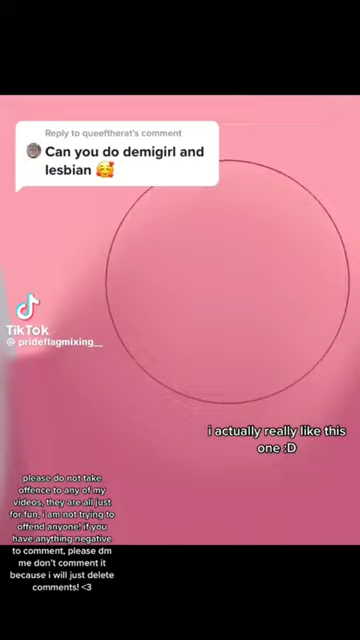 Reply to queeftherat's comment
Can you do demigirl and
lesbian 🥰
TikTok
@ prideflagmixing__
i actually really like this
one :D
please do not take
offence to any of my
videos, they are all just
for fun, i am not trying to
offend anyone! if you
have anything negative
to comment, please dm
me don't comment it
because i will just delete
comments! <3